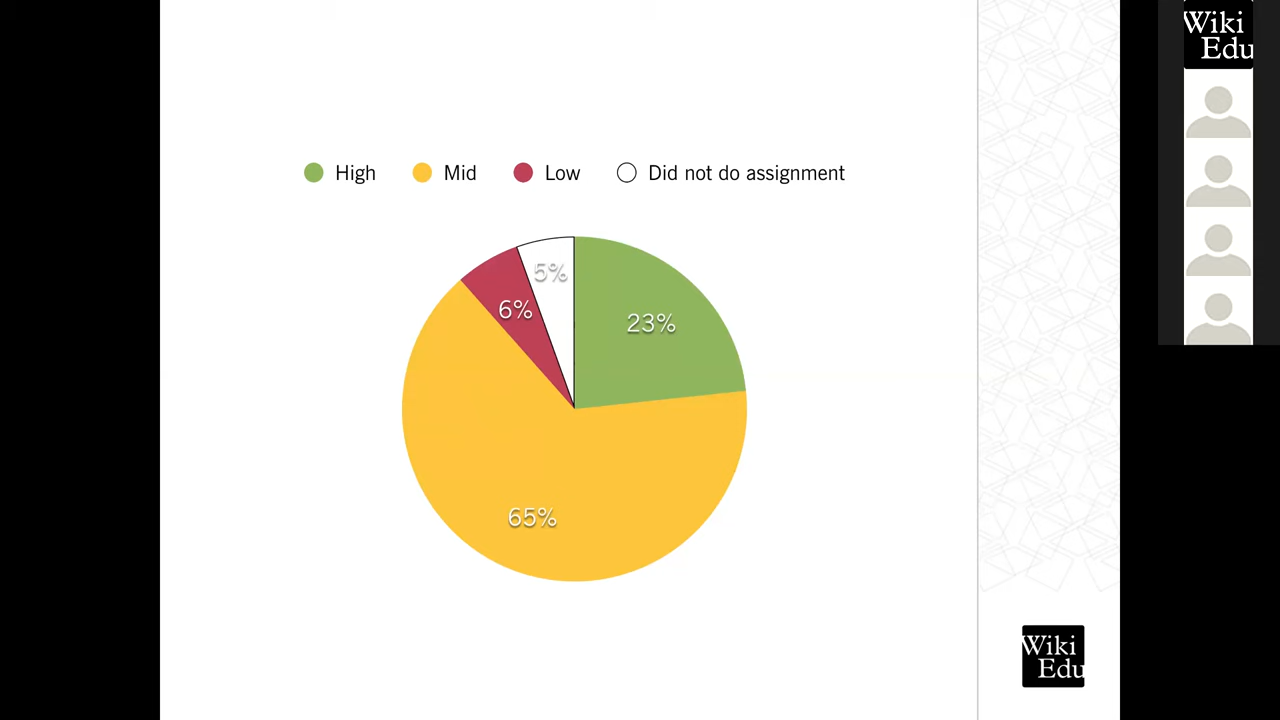 Wiki
Edu
High Mid Low Did not do assignment
5%
6%
23%
65%
Wiki
Edu